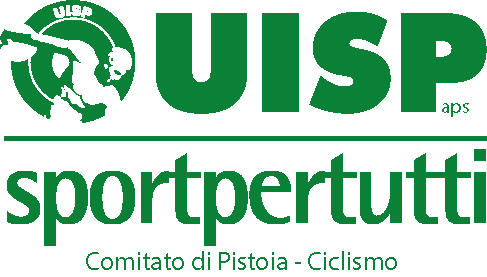 UISP
UISP
aps
sportpertutti
Comitato di Pistoia - Ciclismo